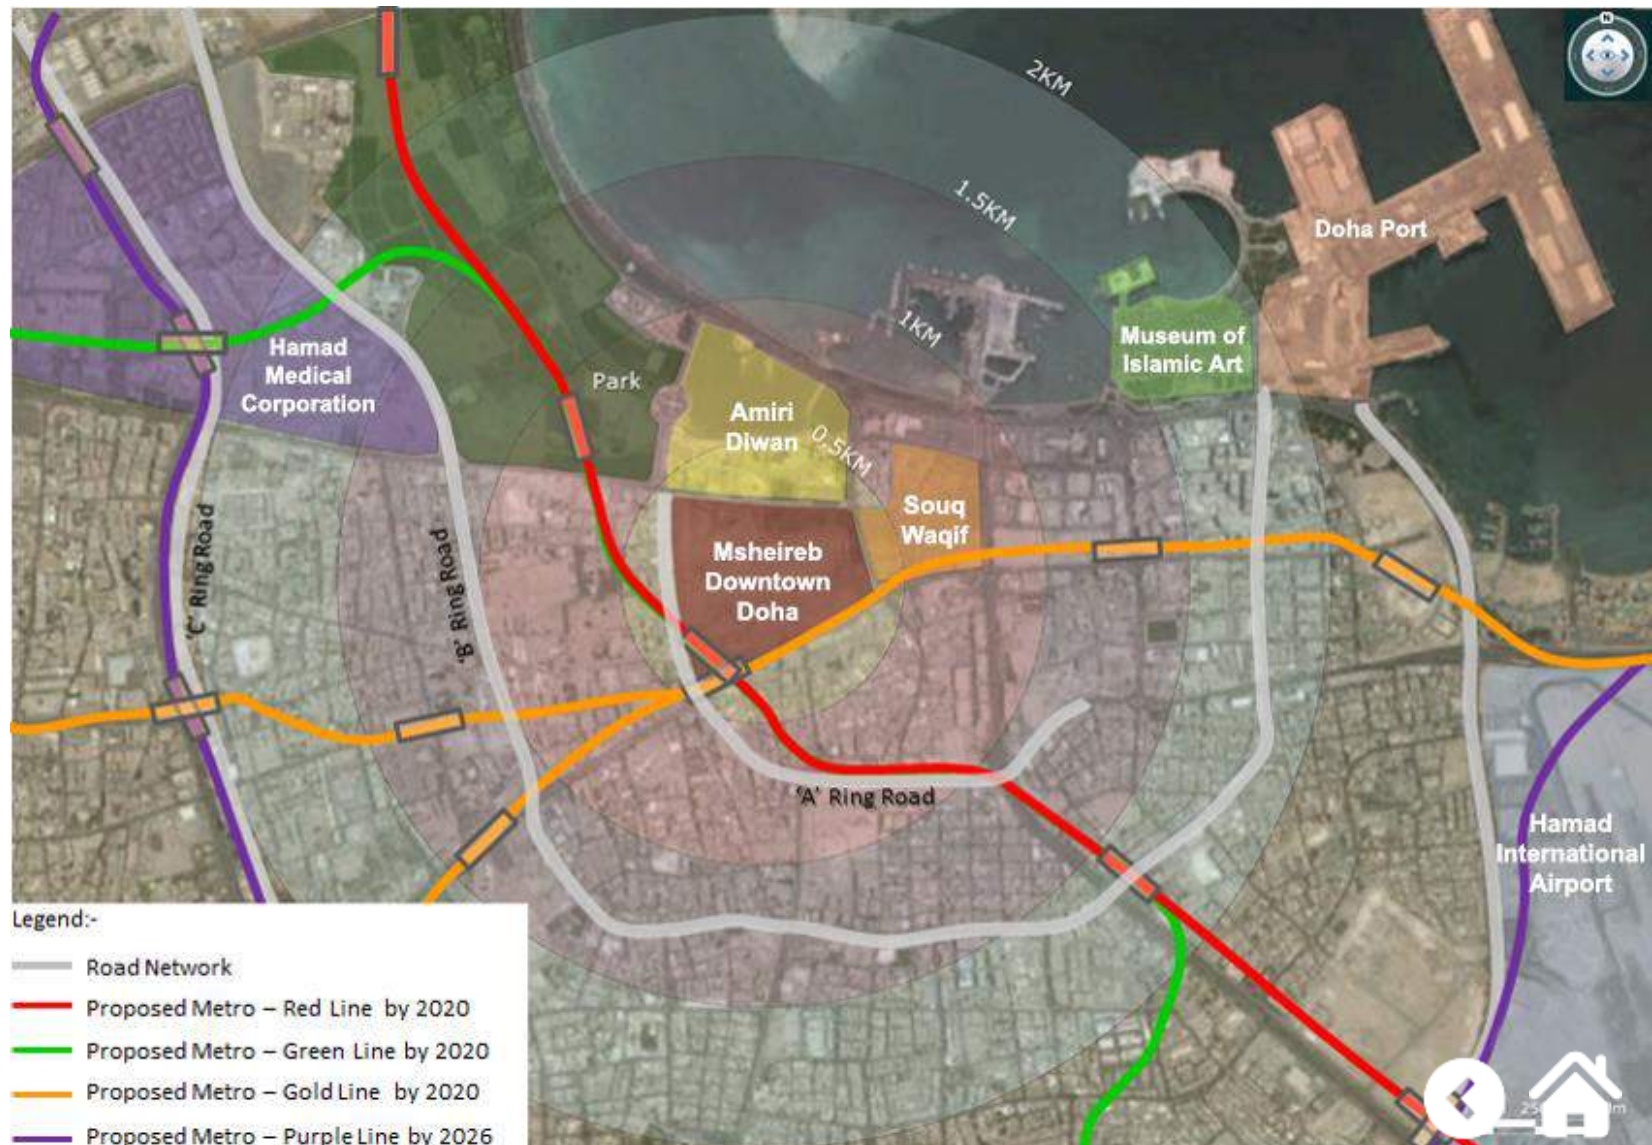 N
2KM
1.5KM
Doha Port
1KM
Museum of
Islamic Art
Hamad
Medical
Corporation
Park
Amiri
Diwan
0.5KM
Souq
Waqif
Msheireb
Downtown
Doha
'C' Ring Road
'B' Ring Road
'A' Ring Road
Hamad
International
Airport
Legend:-
Road Network
Proposed Metro – Red Line by 2020
Proposed Metro – Green Line by 2020
Proposed Metro – Gold Line by 2020
Proposed Metro – Purple Line by 2026